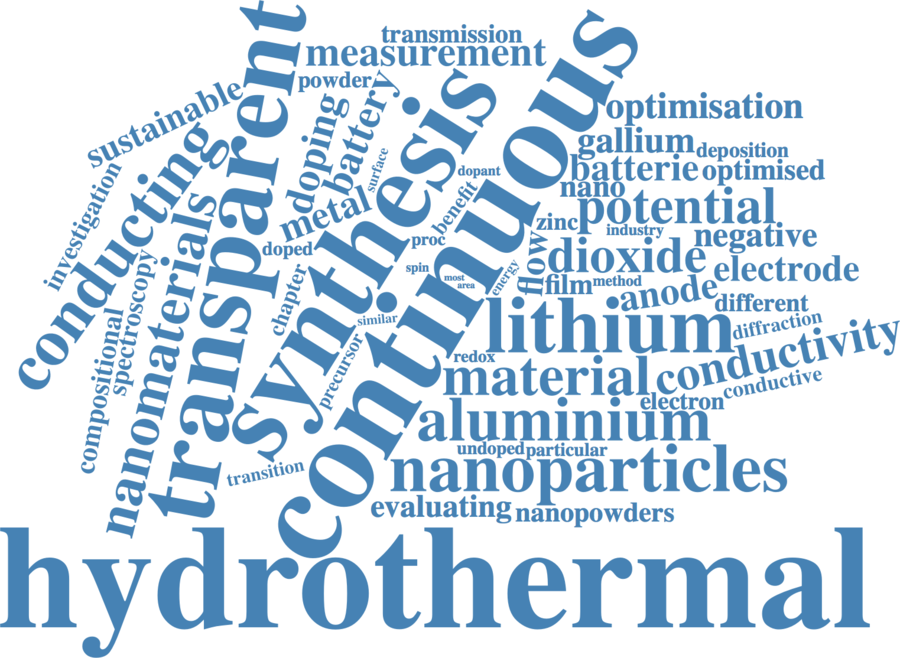 transmission
measurement
powder
sustainable
transparent
continuous
synthesis
battery
doping
conducting
optimisation
gallium
deposition
batterie
optimised
nano
surface
dopant
benefit
metal
investigation
nanomaterials
potential
zinc
industry
negative
proc
doped
flow
dioxide
spectroscopy
spin
most
area
energy
film
method
electrode
anode
different
chapter
similar
lithium
diffraction
compositional
precursor
redox
material
conductivity
conductive
electron
aluminium
undoped
particular
transition
nanoparticles
evaluating
nanopowders
hydrothermal